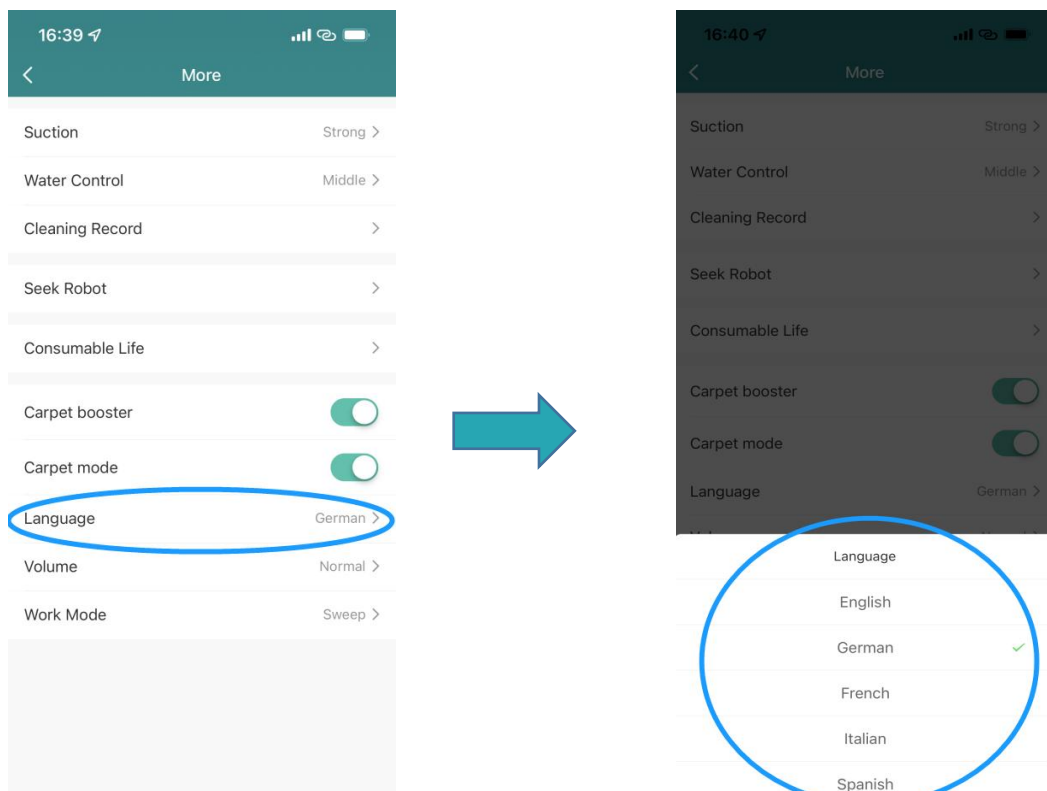 16:39
More
Suction Strong
Water Control Middle
Cleaning Record
Seek Robot
Consumable Life
Carpet booster
Carpet mode
Language German
Volume Normal
Work Mode Sweep
16:40
More
Suction Strong
Water Control Middle
Cleaning Record
Seek Robot
Consumable Life
Carpet booster
Carpet mode
Language German
Language
English
German
French
Italian
Spanish